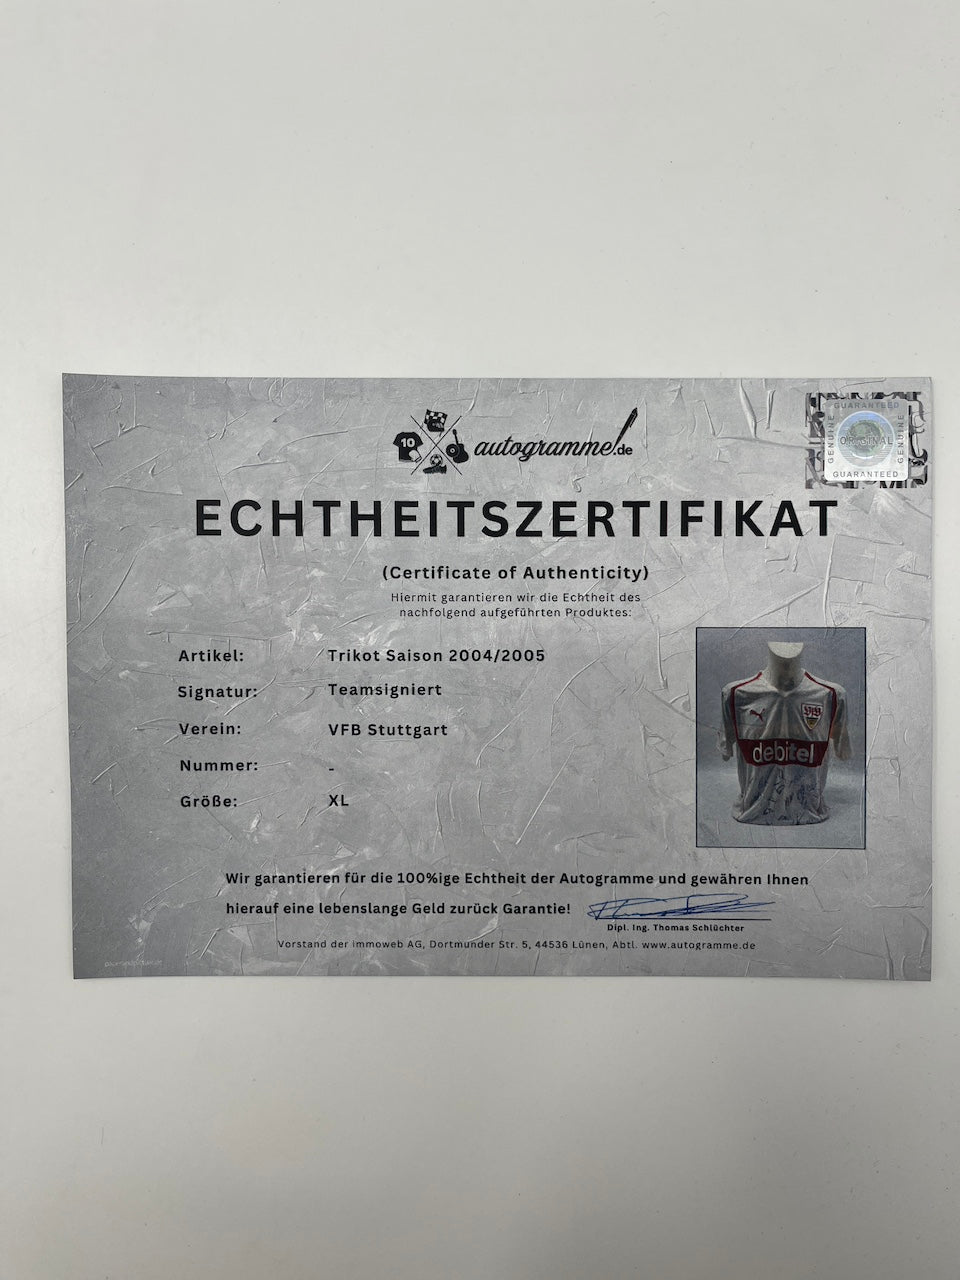 10
autogramme.de
GUARANTEED
GENUINE
ORIGINAL
GENUINE
GUARANTEED
ECHTHEITSZERTIFIKAT
(Certificate of Authenticity)
Hiermit garantieren wir die Echtheit des
nachfolgend aufgeführten Produktes:
Artikel: Trikot Saison 2004/2005
Signatur: Teamsigniert
Verein: VFB Stuttgart
Nummer: -
Größe: XL
debitel
Wir garantieren für die 100%ige Echtheit der Autogramme und gewähren Ihnen
hierauf eine lebenslange Geld zurück Garantie!
Dipl. Ing. Thomas Schlüchter
Vorstand der immoweb AG, Dortmunder Str. 5, 44536 Lünen, Abtl. www.autogramme.de